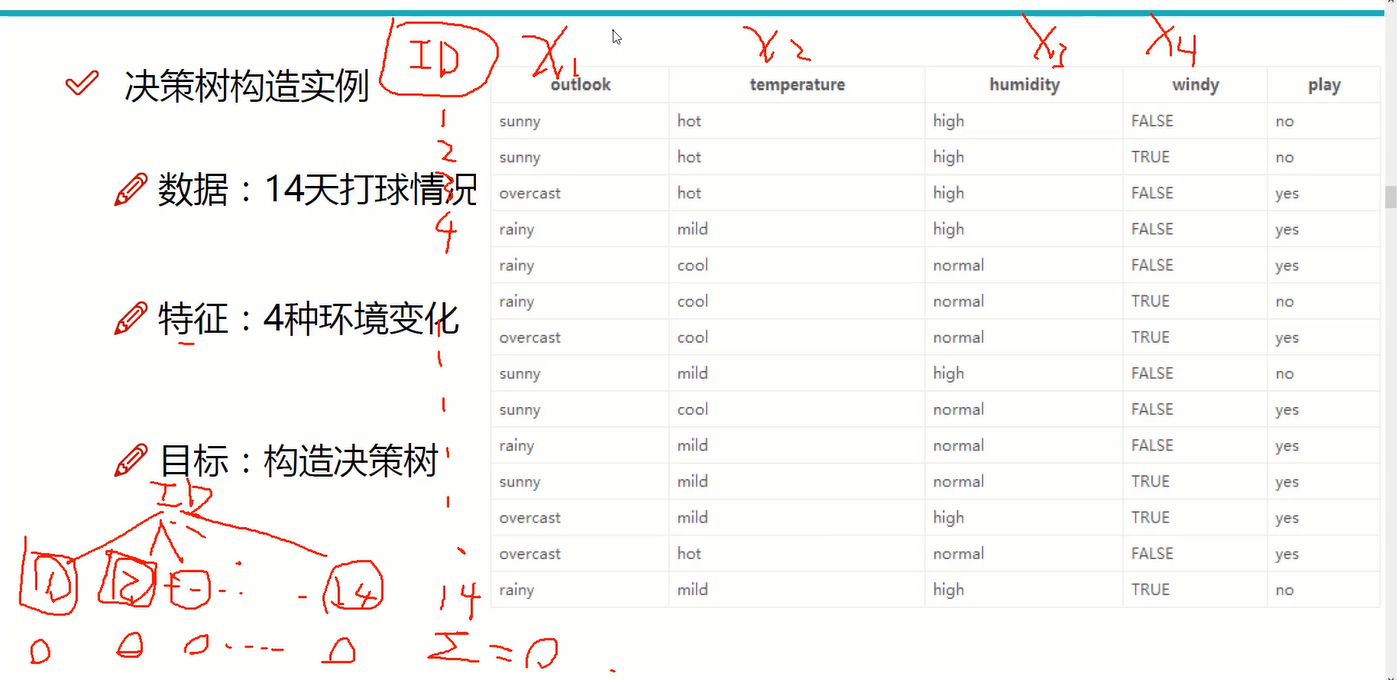 ID x1 x2 x3 x4
决策树构造实例
数据：14天打球情况
特征：4种环境变化
目标：构造决策树
outlook temperature humidity windy play
1 sunny hot high FALSE no
2 sunny hot high TRUE no
3 overcast hot high FALSE yes
4 rainy mild high FALSE yes
rainy cool normal FALSE yes
rainy cool normal TRUE no
overcast cool normal TRUE yes
sunny mild high FALSE no
sunny cool normal FALSE yes
rainy mild normal FALSE yes
sunny mild normal TRUE yes
overcast mild high TRUE yes
overcast hot normal FALSE yes
14 rainy mild high TRUE no
ID
1 2 14
0 0 0 ---- 0 Σ = 0